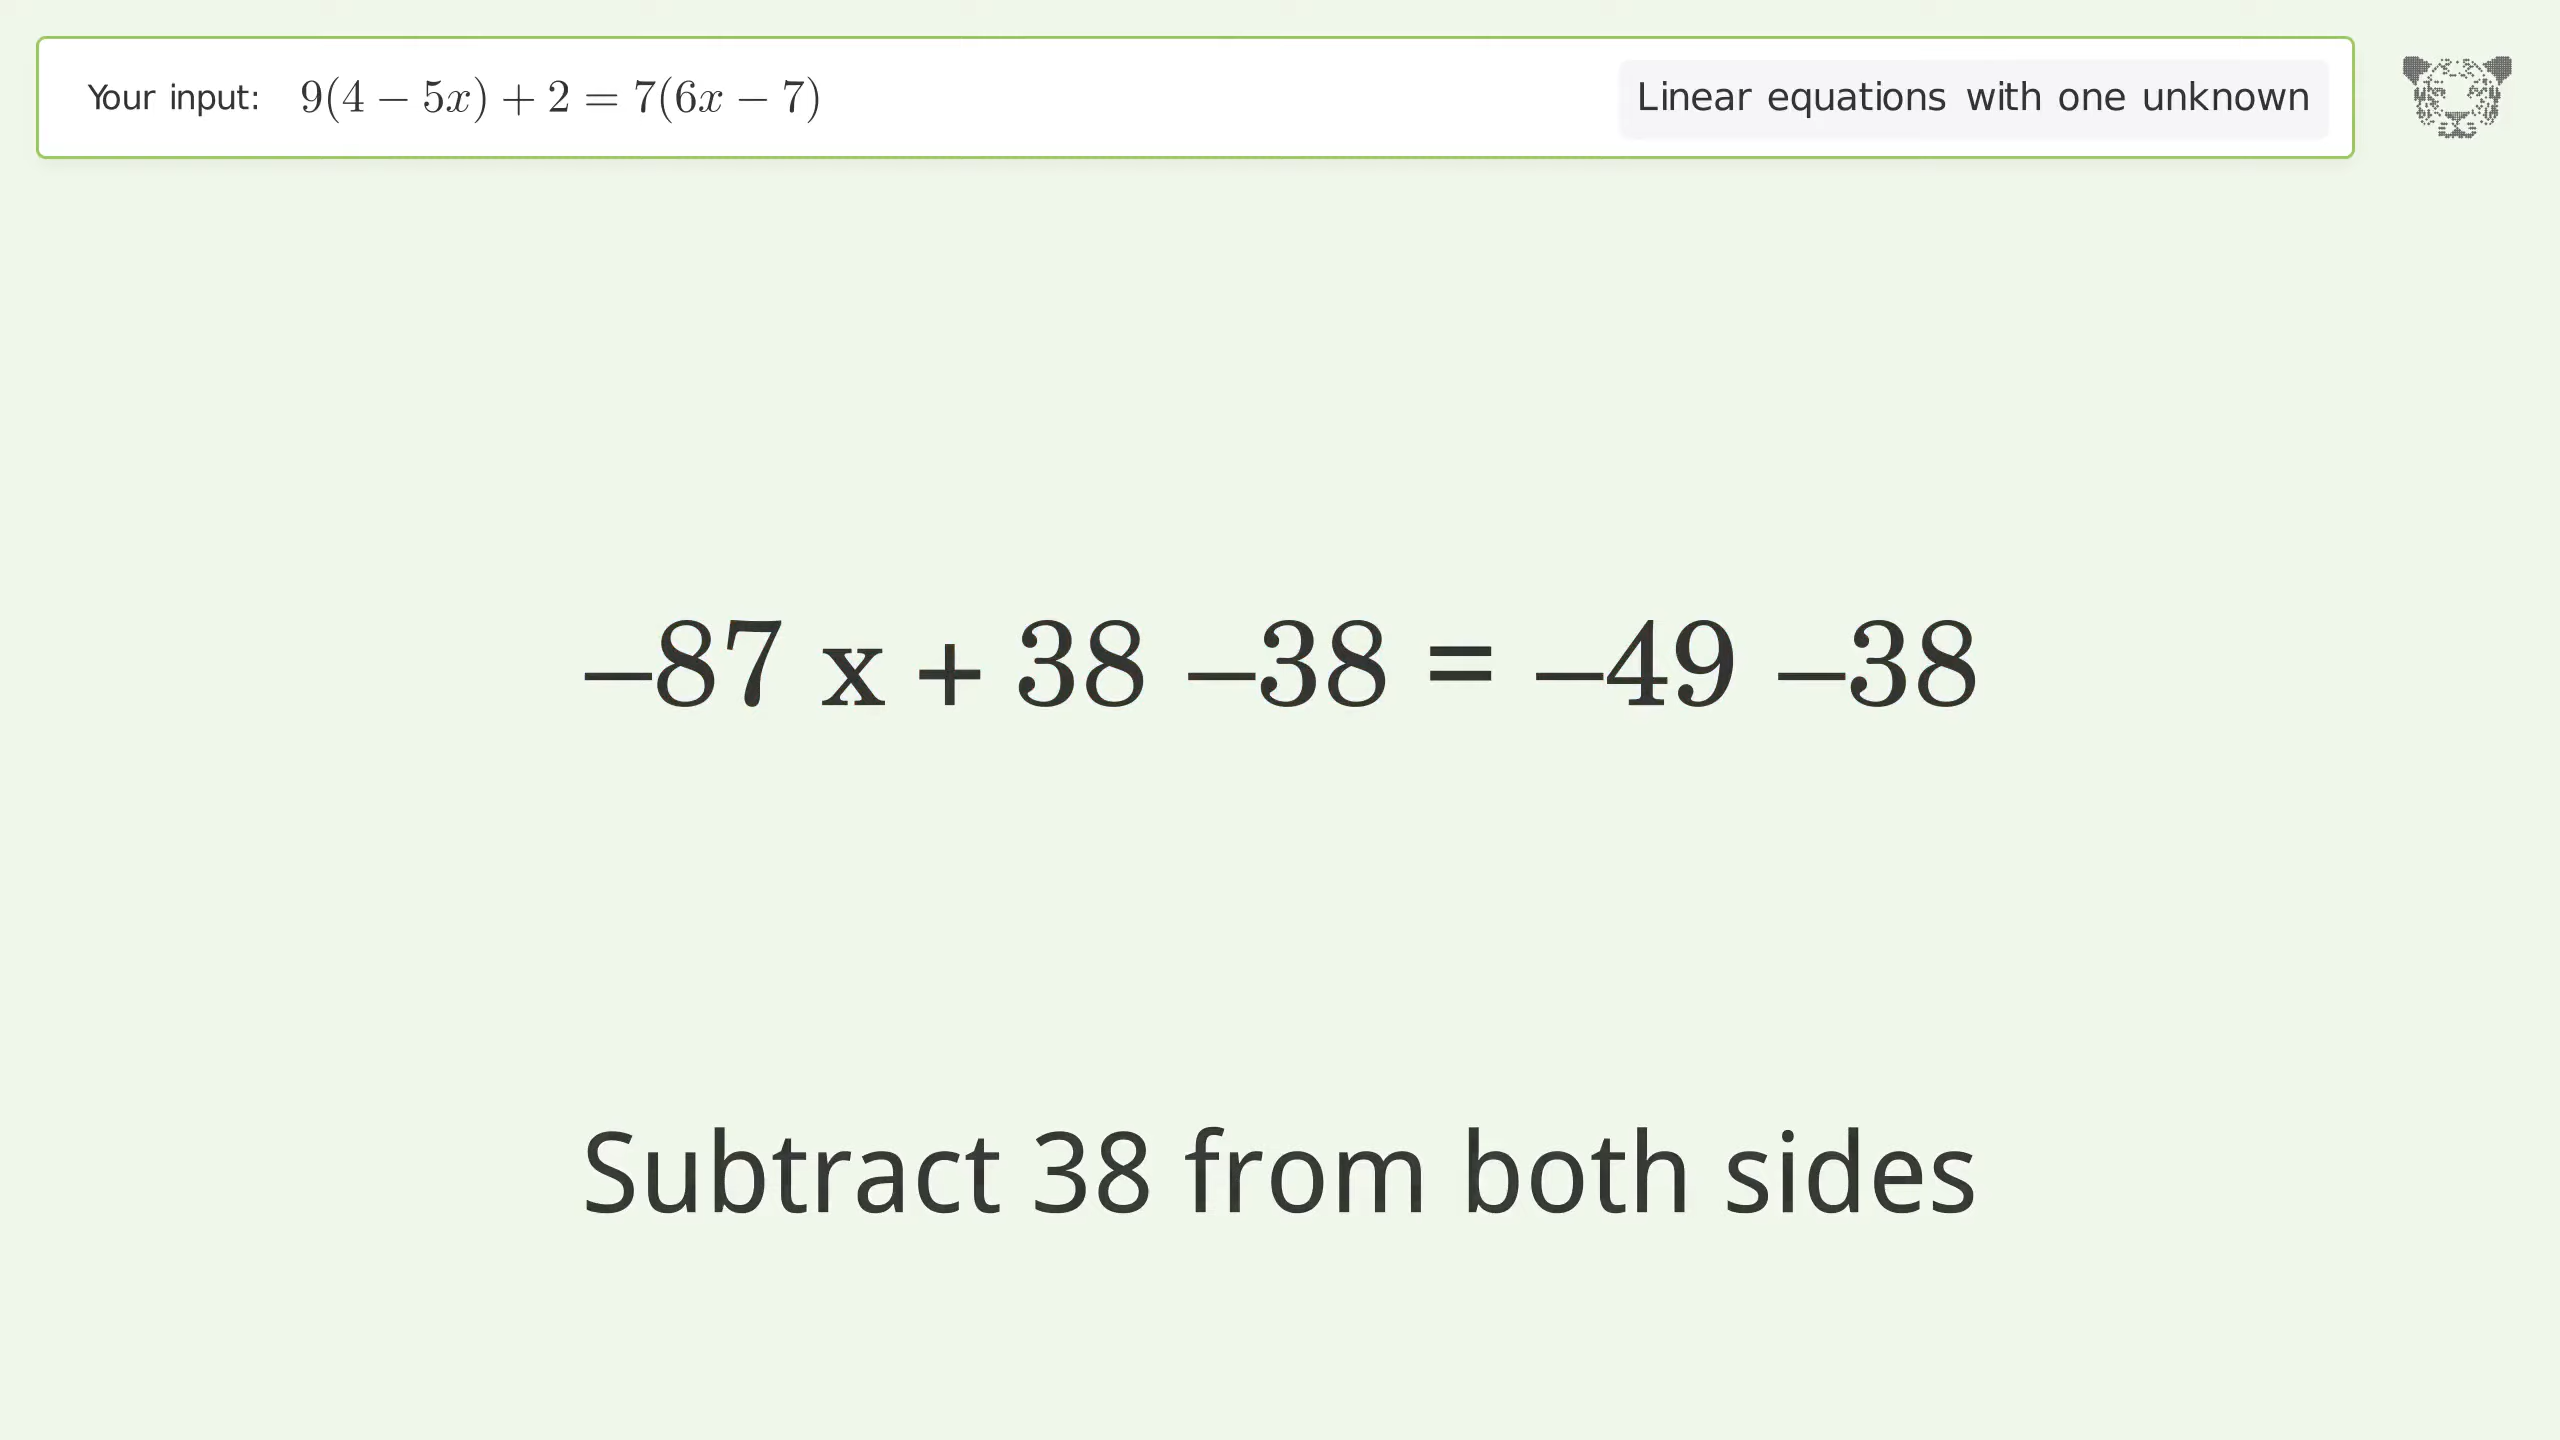 Your input: 9(4 − 5x) + 2 = 7(6x − 7)
Linear equations with one unknown
–87 x + 38 –38 = –49 –38
Subtract 38 from both sides